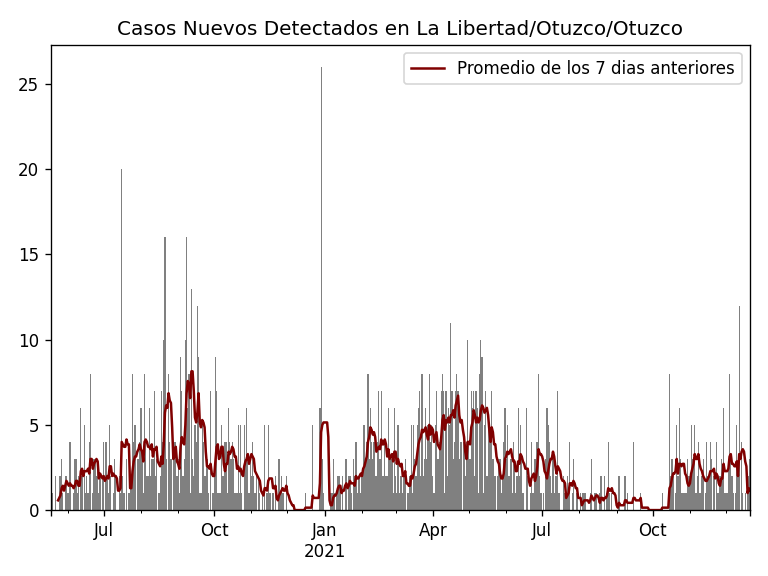 Casos Nuevos Detectados en La Libertad/Otuzco/Otuzco
Promedio de los 7 dias anteriores
25
20
15
10
5
0
Jul Oct Jan Apr Jul Oct
2021